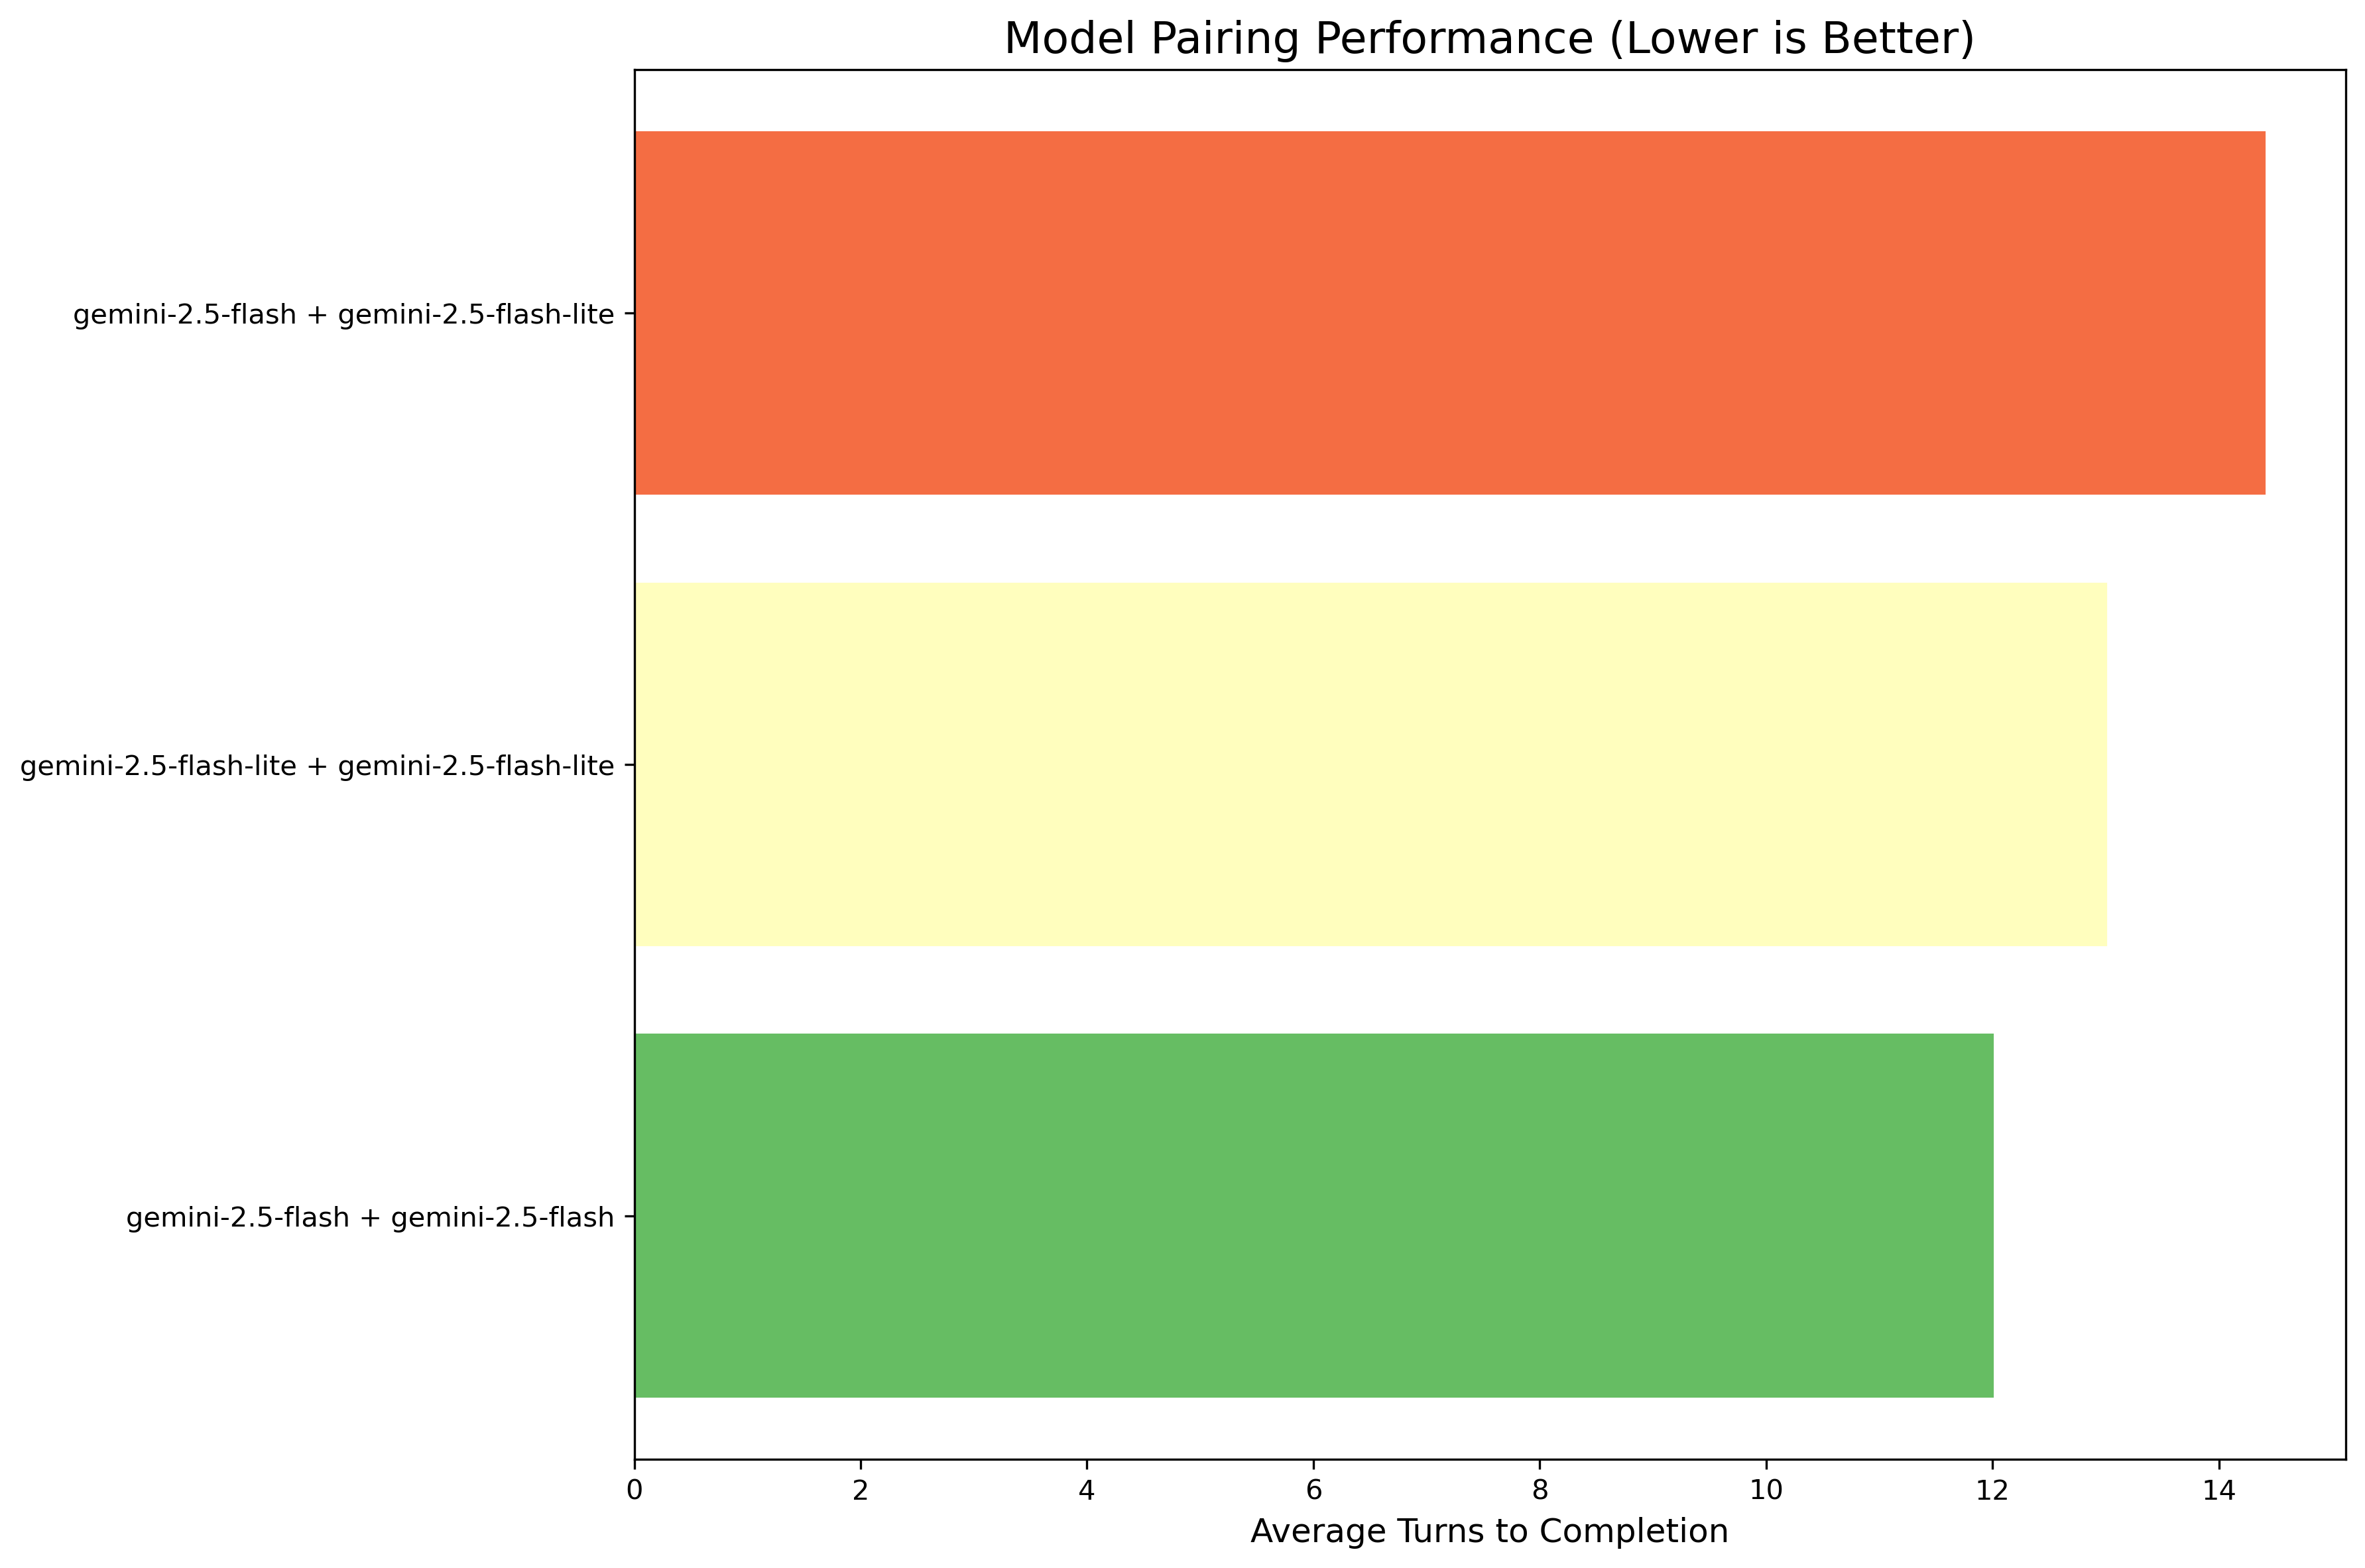 Model Pairing Performance (Lower is Better)
gemini-2.5-flash + gemini-2.5-flash-lite
gemini-2.5-flash-lite + gemini-2.5-flash-lite
gemini-2.5-flash + gemini-2.5-flash
0 2 4 6 8 10 12 14
Average Turns to Completion